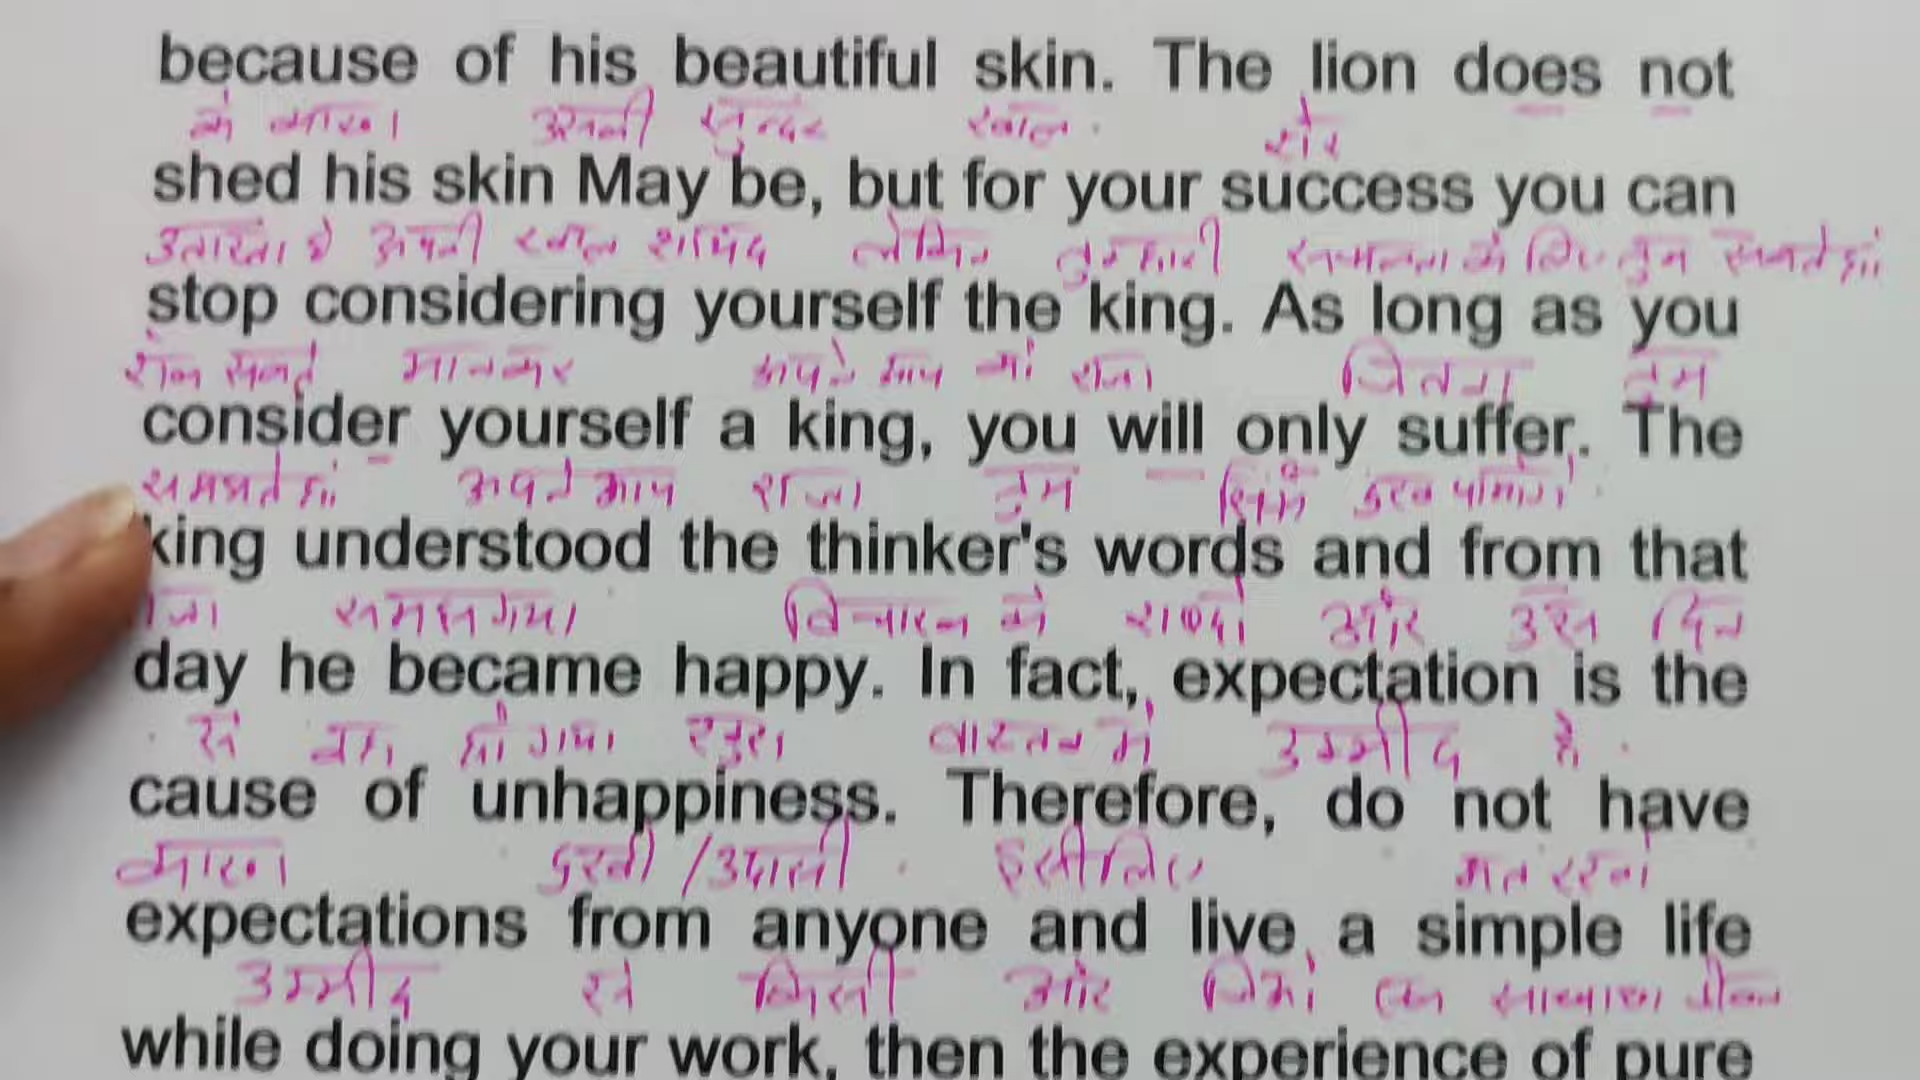 because of his beautiful skin. The lion does not
के कारण उसकी सुन्दर खाल शेर
shed his skin May be, but for your success you can
उतारता है अपनी खाल शायद लेकिन तुम्हारी सफलता के लिए तुम सकते हो
stop considering yourself the king. As long as you
रोक सकते मानकर अपने आप को राजा जितना तुम
consider yourself a king, you will only suffer. The
समझते हो अपने आप राजा तुम सिर्फ दुख पाओगे
king understood the thinker's words and from that
राजा समझ गया विचारक के शब्दों और उस दिन
day he became happy. In fact, expectation is the
से वह हो गया खुश वास्तव में उम्मीद है
cause of unhappiness. Therefore, do not have
कारण दुखी /उदासी इसीलिए मत रखो
expectations from anyone and live a simple life
उम्मीद से किसी और जिओ एक साधारण जीवन
while doing your work, then the experience of pure